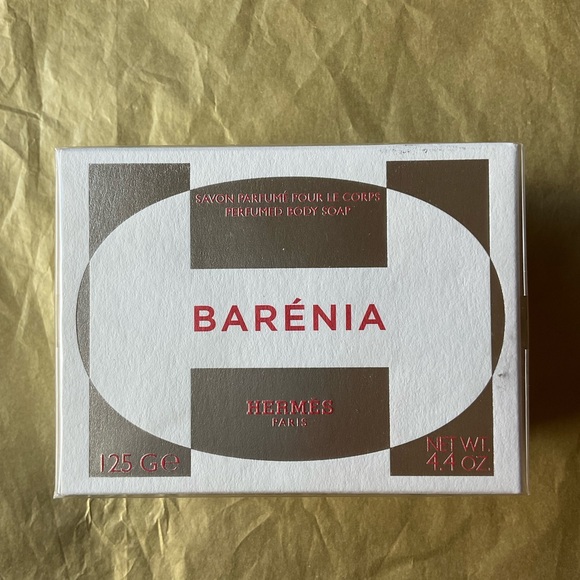 SAVON PARFUMÉ POUR LE CORPS
PERFUMED BODY SOAP
BARÉNIA
HERMÈS
PARIS
125 G℮
NET WT.
4.4 OZ.